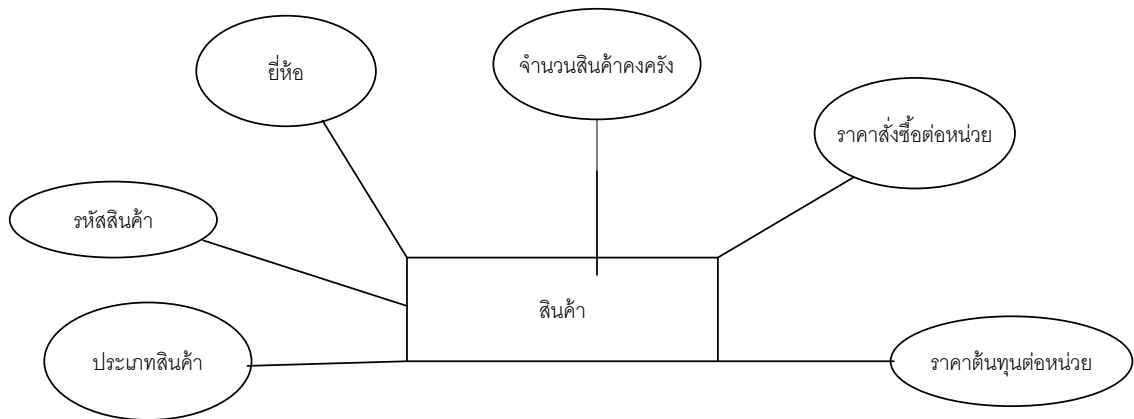 ยี่ห้อ
จำนวนสินค้าคงครัง
ราคาสั่งซื้อต่อหน่วย
รหัสสินค้า
สินค้า
ประเภทสินค้า
ราคาต้นทุนต่อหน่วย